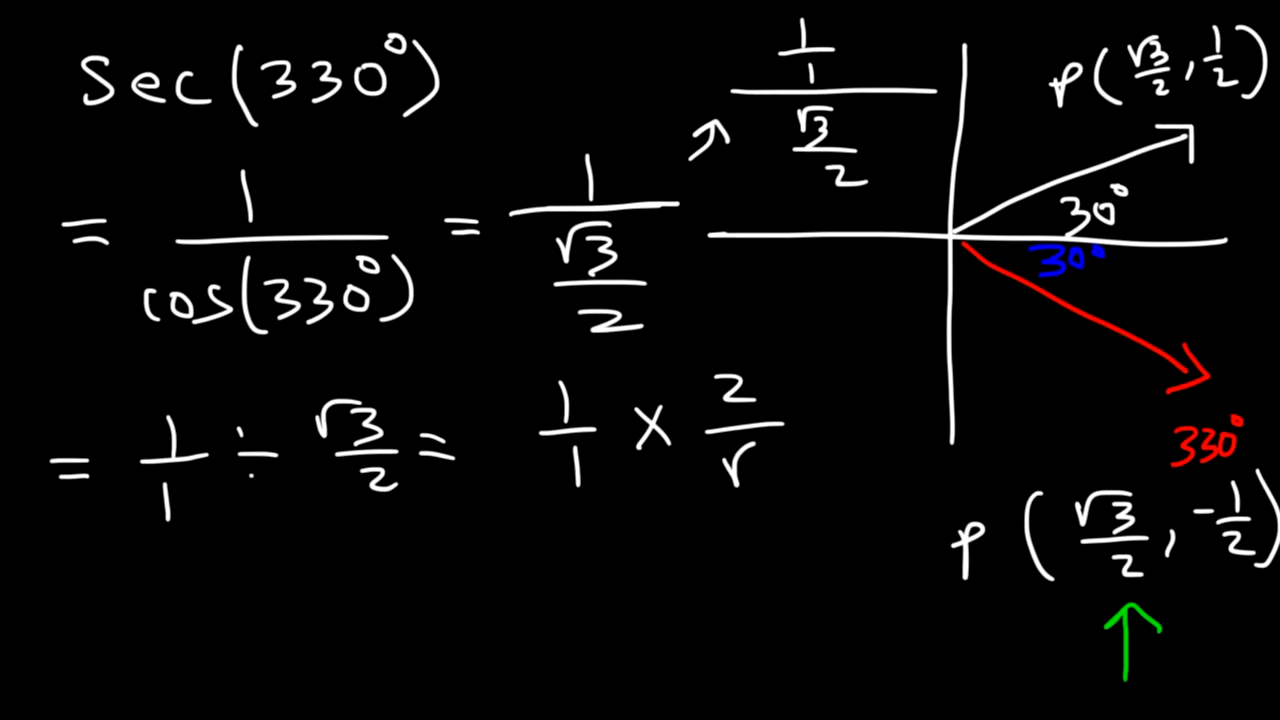 sec(330°)
= 1/cos(330°) = 1/(√3/2) ↗ (1/1)/(√3/2)
= 1/1 ÷ √3/2 = 1/1 × 2/√
P(√3/2, 1/2)
30°
30°
330°
P(√3/2, -1/2)